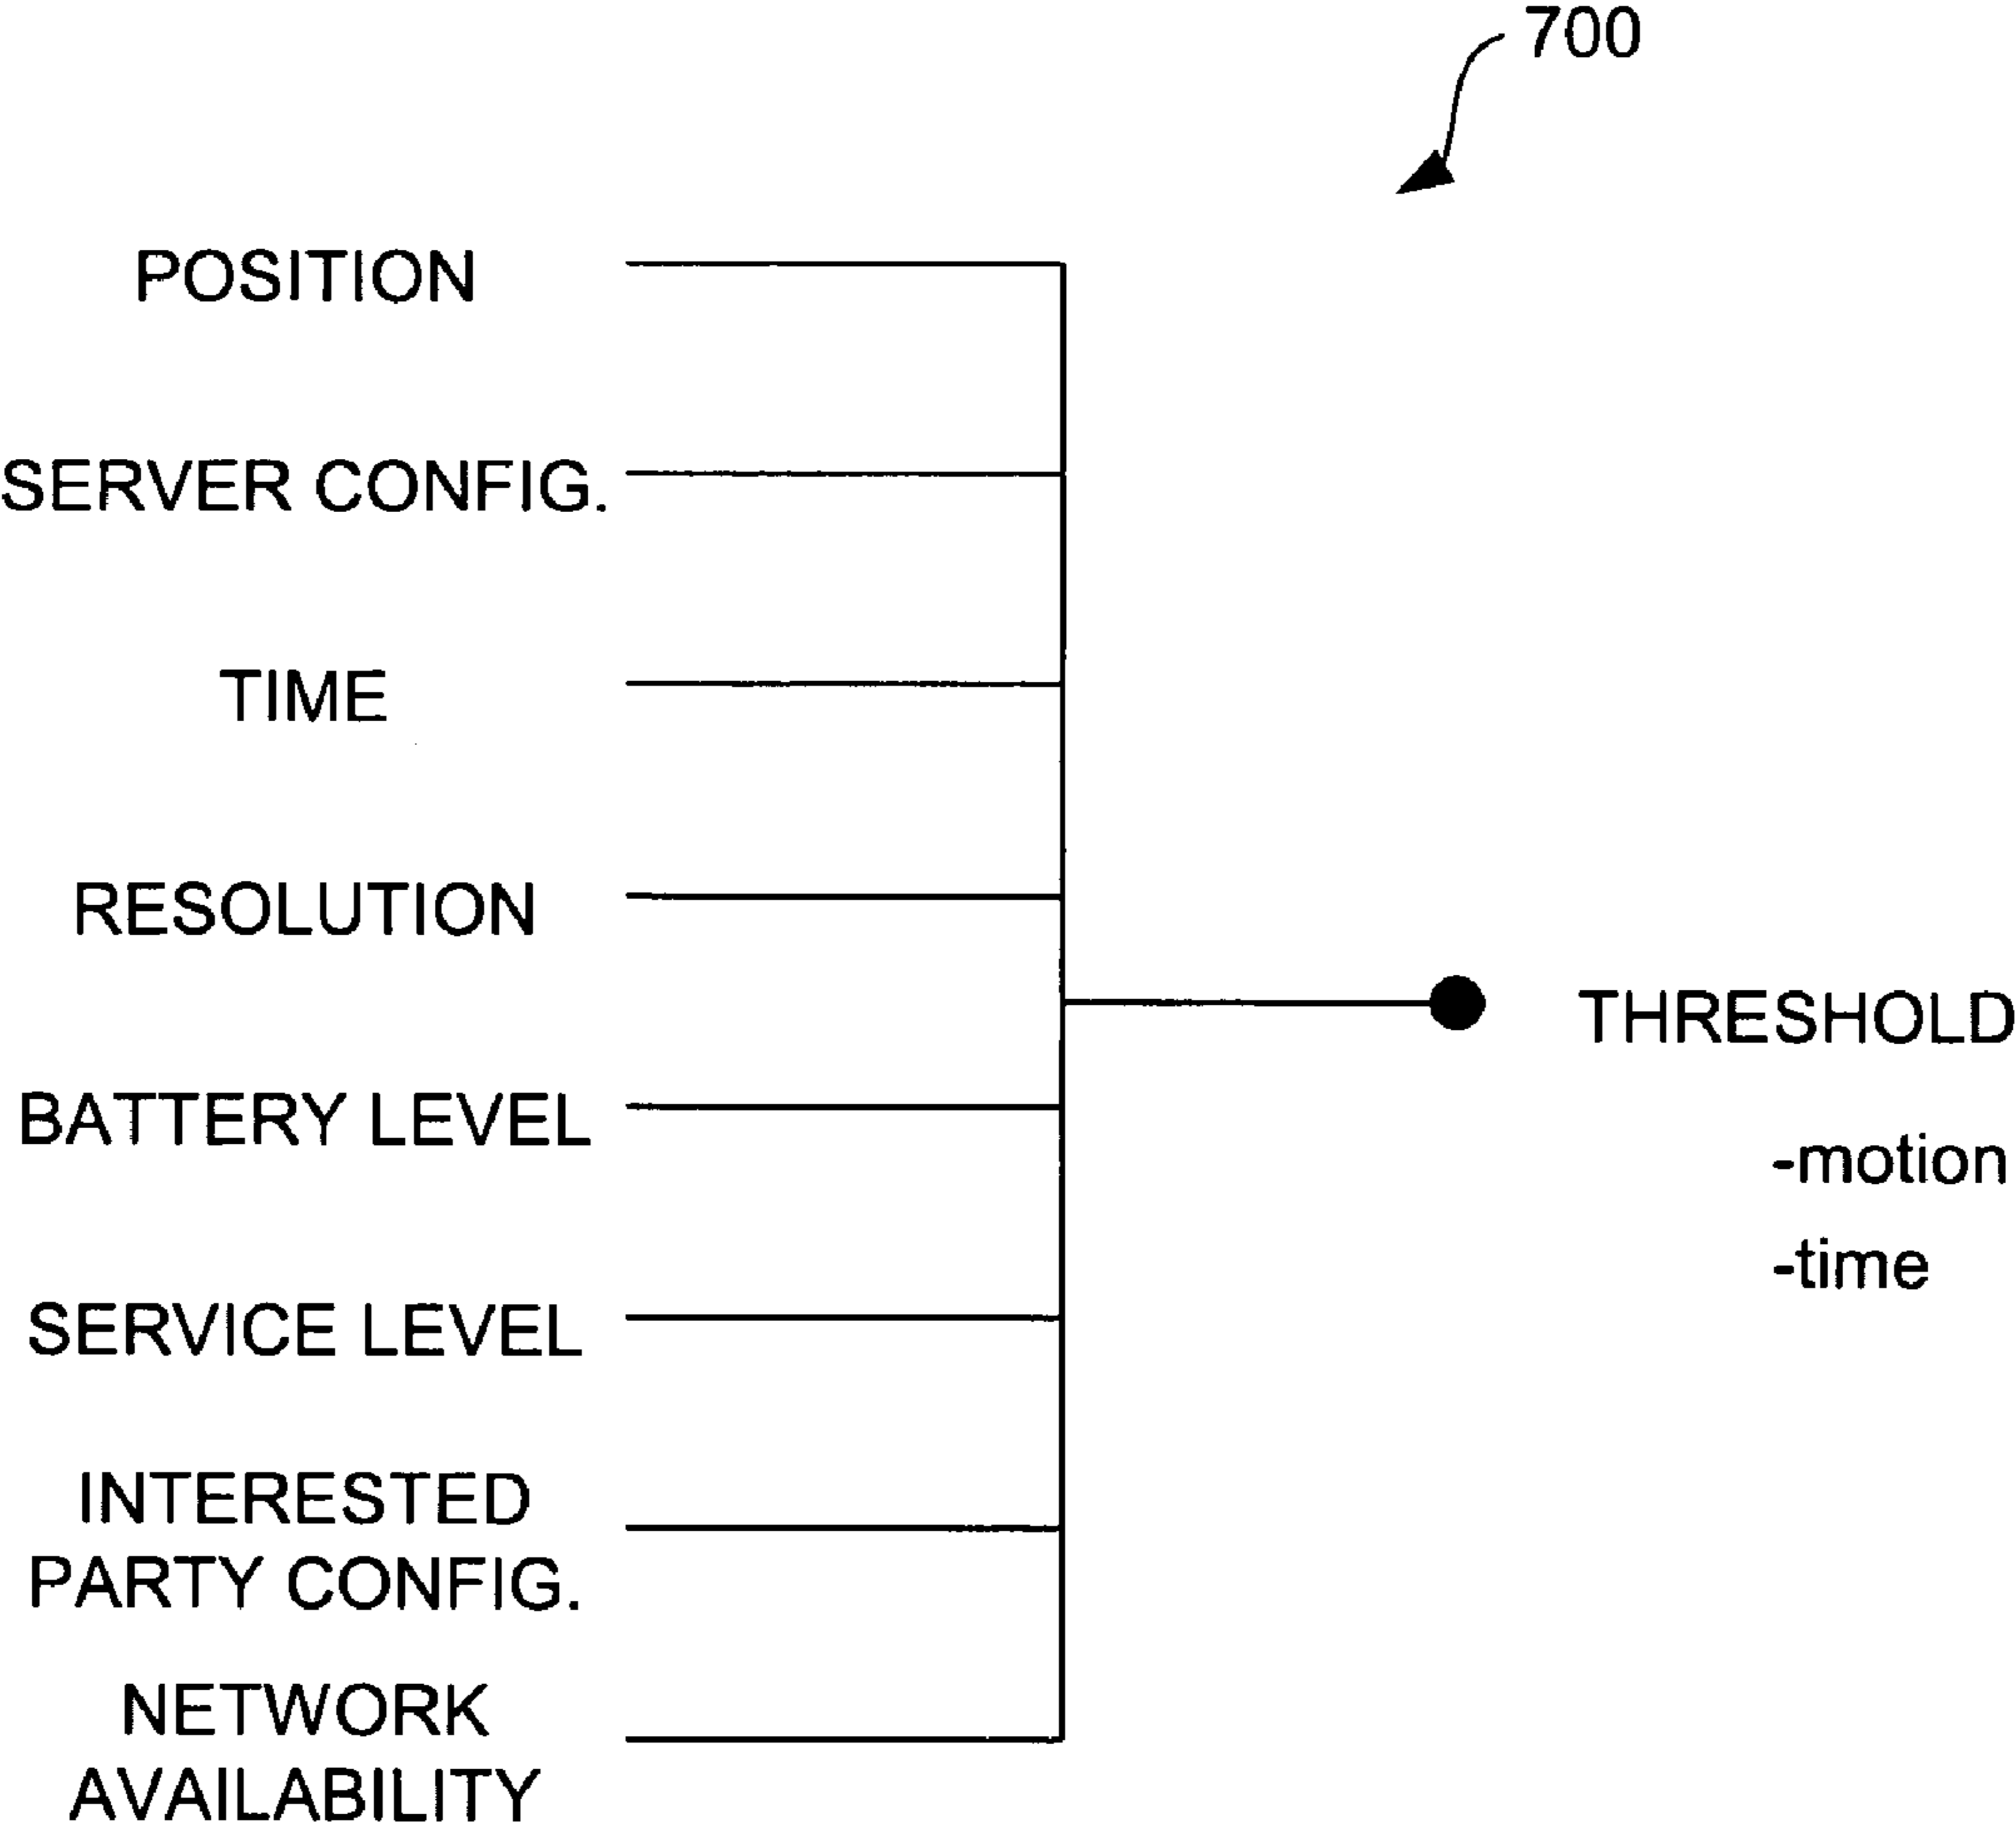 700
POSITION
SERVER CONFIG.
TIME
RESOLUTION
THRESHOLD
BATTERY LEVEL
-motion
-time
SERVICE LEVEL
INTERESTED
PARTY CONFIG.
NETWORK
AVAILABILITY